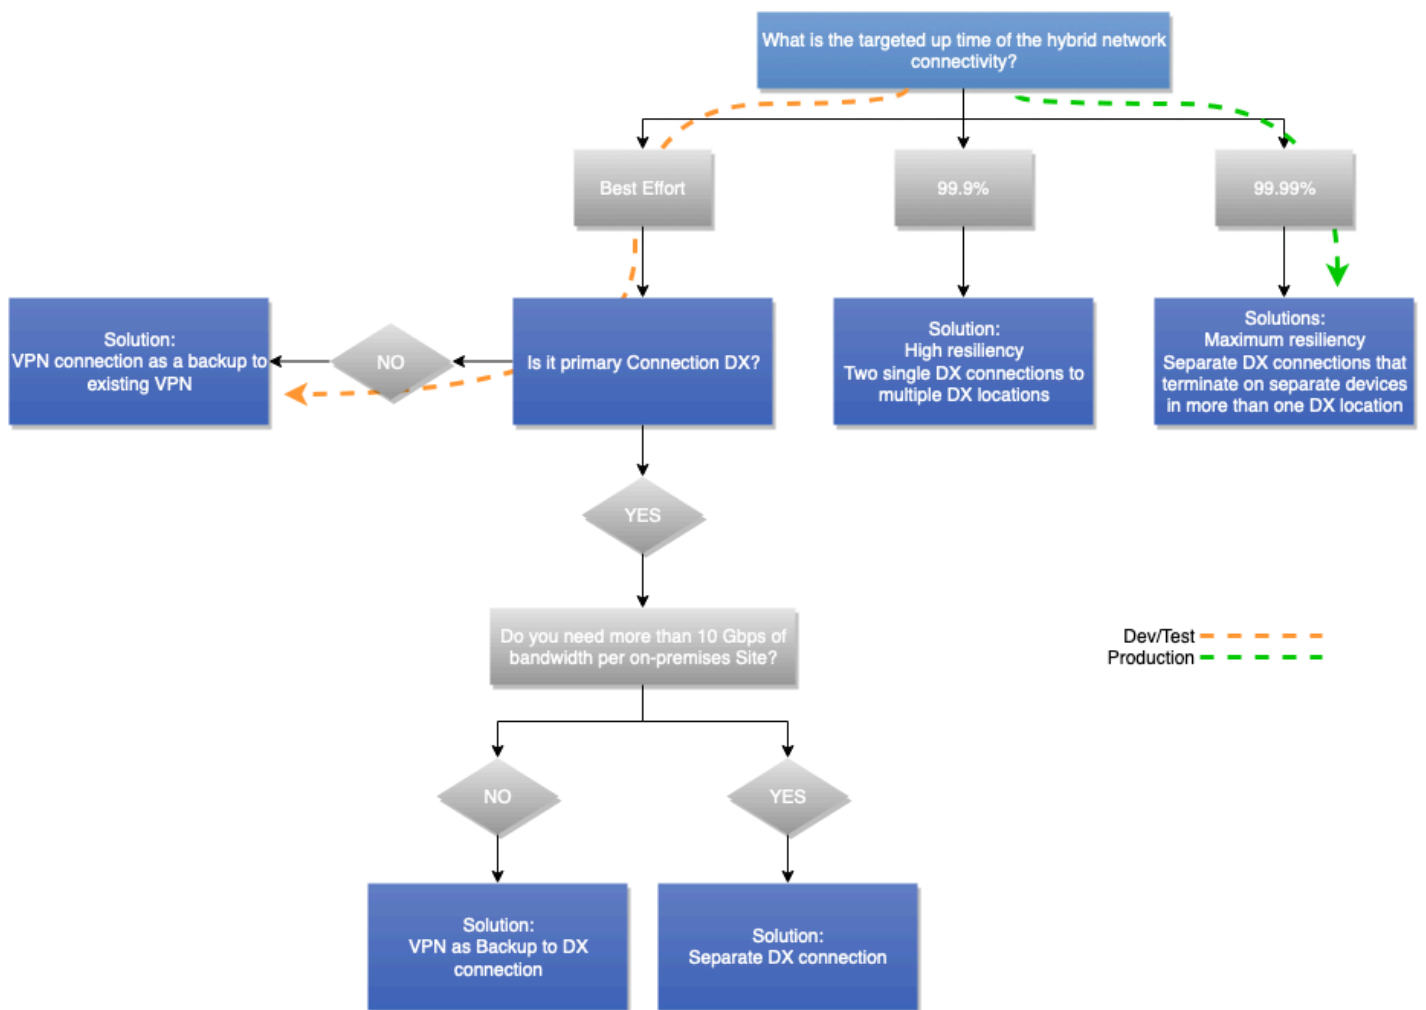 What is the targeted up time of the hybrid network
connectivity?
Best Effort
99.9%
99.99%
Solution:
VPN connection as a backup to
existing VPN
NO
Is it primary Connection DX?
Solution:
High resiliency
Two single DX connections to
multiple DX locations
Solutions:
Maximum resiliency
Separate DX connections that
terminate on separate devices
in more than one DX location
YES
Do you need more than 10 Gbps of
bandwidth per on-premises Site?
Dev/Test
Production
NO
YES
Solution:
VPN as Backup to DX
connection
Solution:
Separate DX connection